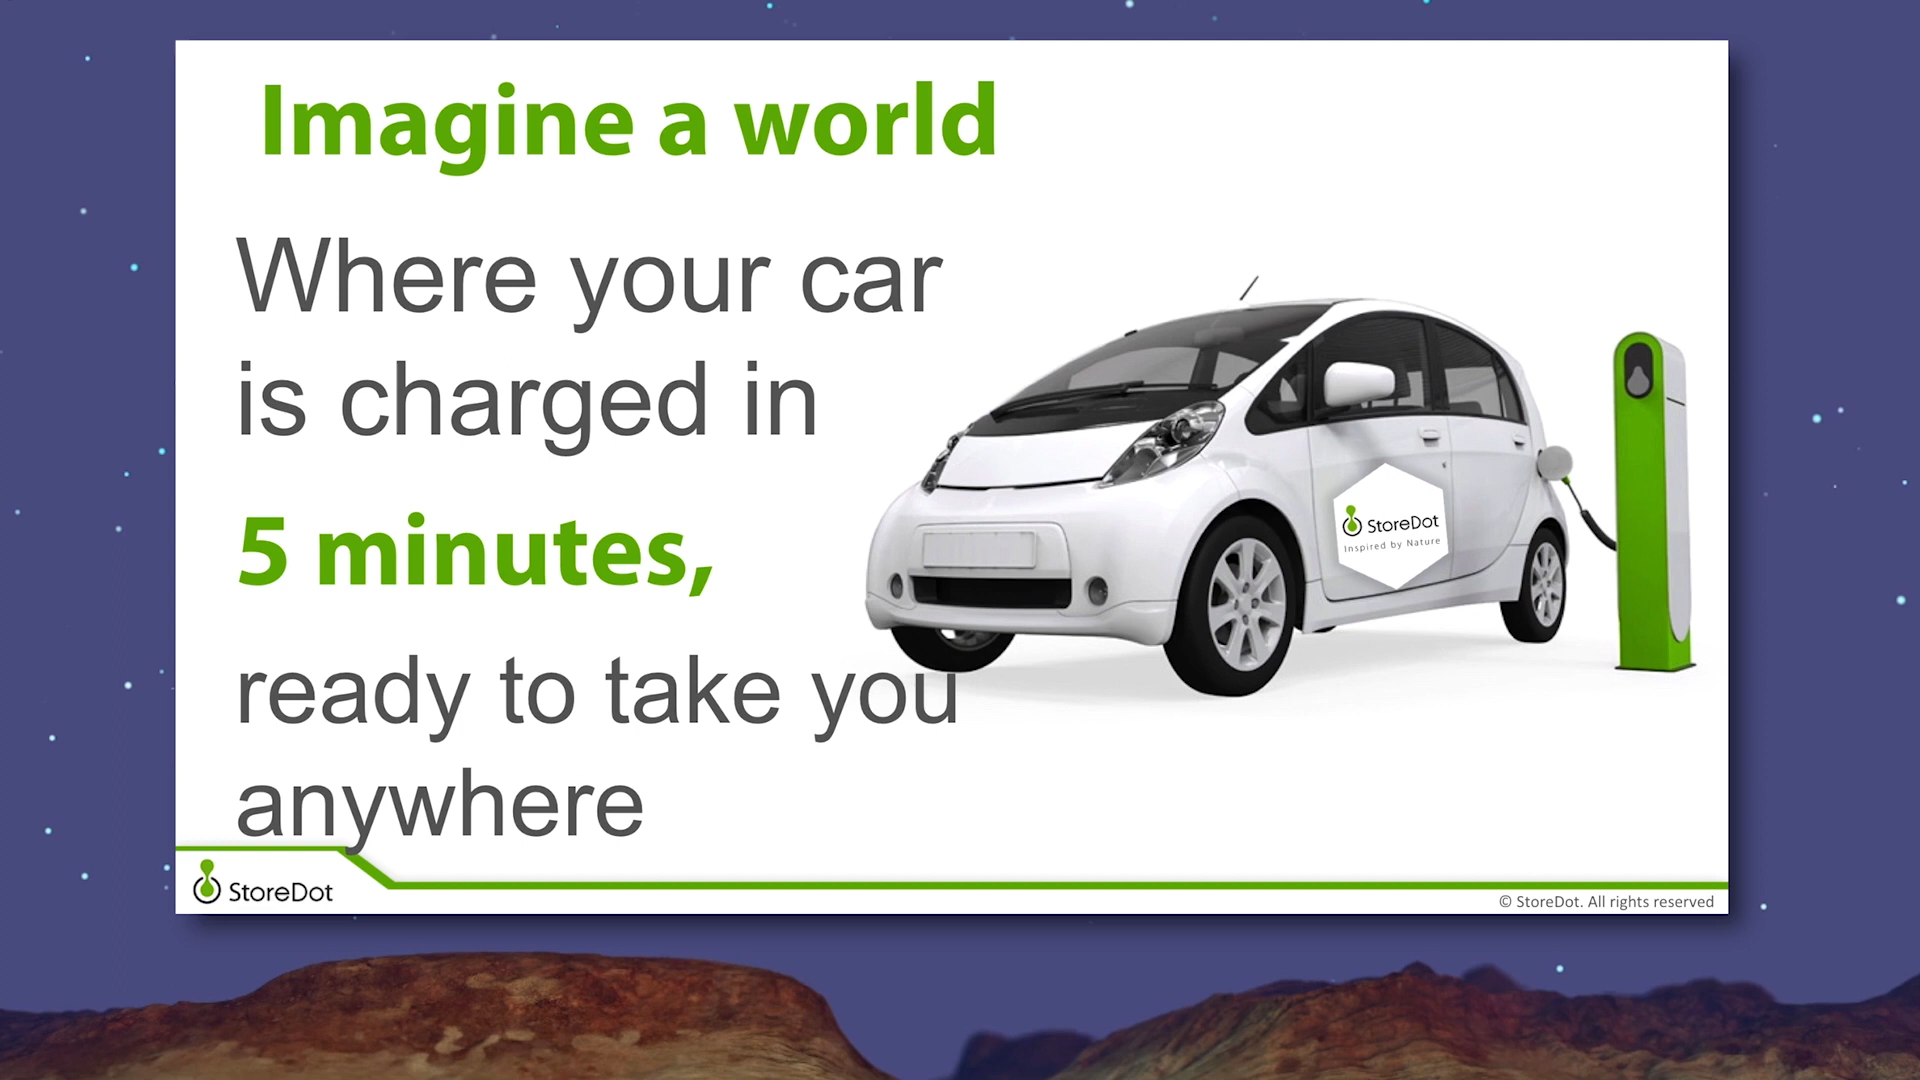 Imagine a world
Where your car
is charged in
5 minutes,
ready to take you
anywhere
StoreDot
Inspired by Nature
StoreDot
© StoreDot. All rights reserved